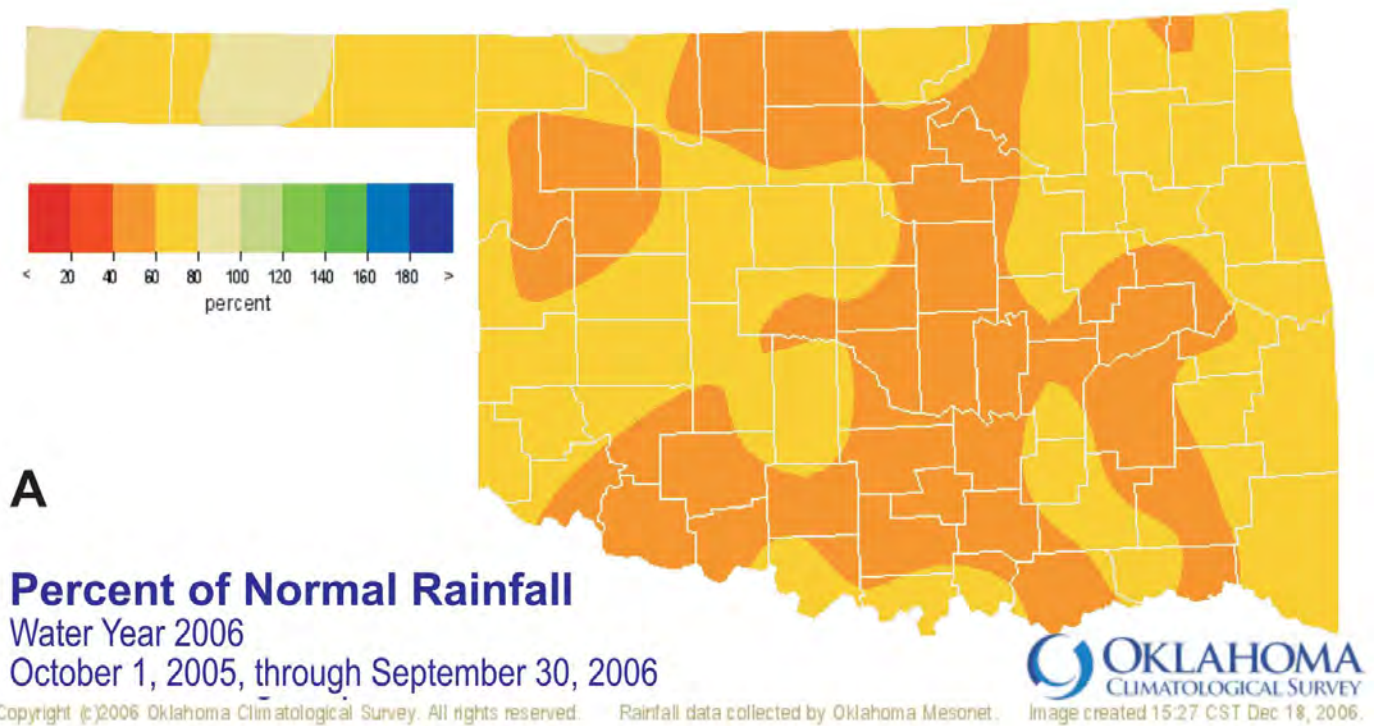 < 20 40 60 80 100 120 140 160 180 >
percent
A
Percent of Normal Rainfall
Water Year 2006
October 1, 2005, through September 30, 2006
OKLAHOMA
CLIMATOLOGICAL SURVEY
Copyright (c)2006 Oklahoma Climatological Survey. All rights reserved. Rainfall data collected by Oklahoma Mesonet. Image created 15:27 CST Dec 18, 2006.